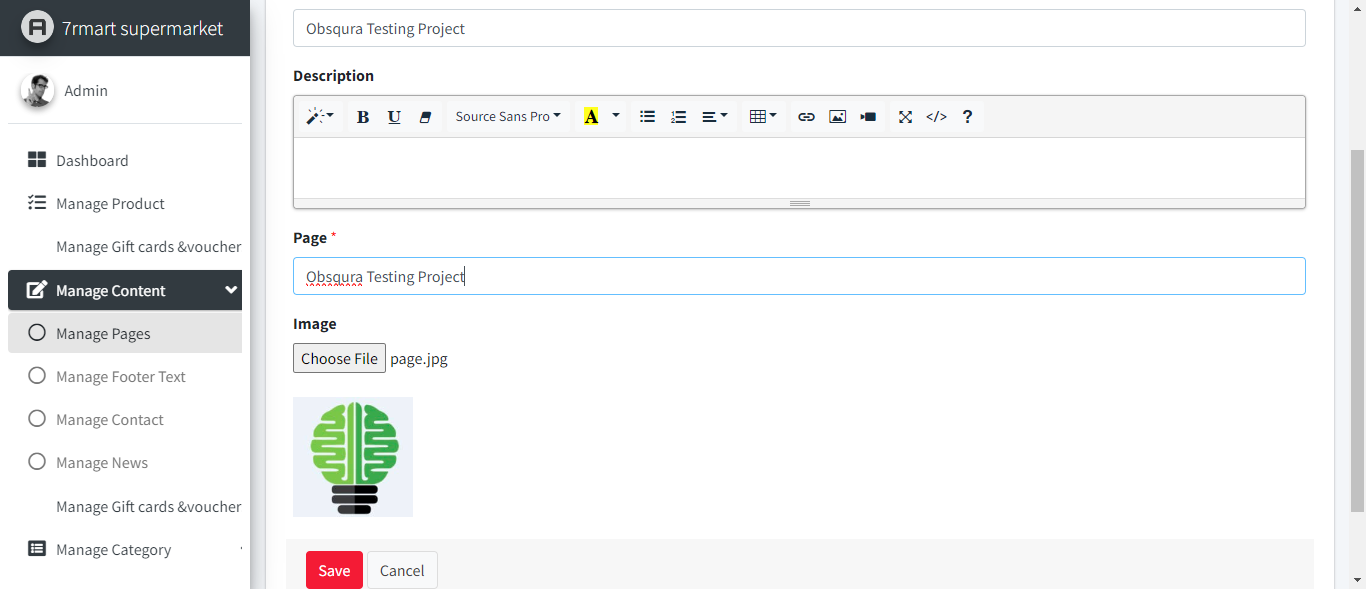 7rmart supermarket
Admin
Dashboard
Manage Product
Manage Gift cards &voucher
Manage Content
Manage Pages
Manage Footer Text
Manage Contact
Manage News
Manage Gift cards &voucher
Manage Category
Obsqura Testing Project
Description
B U Source Sans Pro A </> ?
Page *
Obsqura Testing Project
Image
Choose File page.jpg
Save Cancel